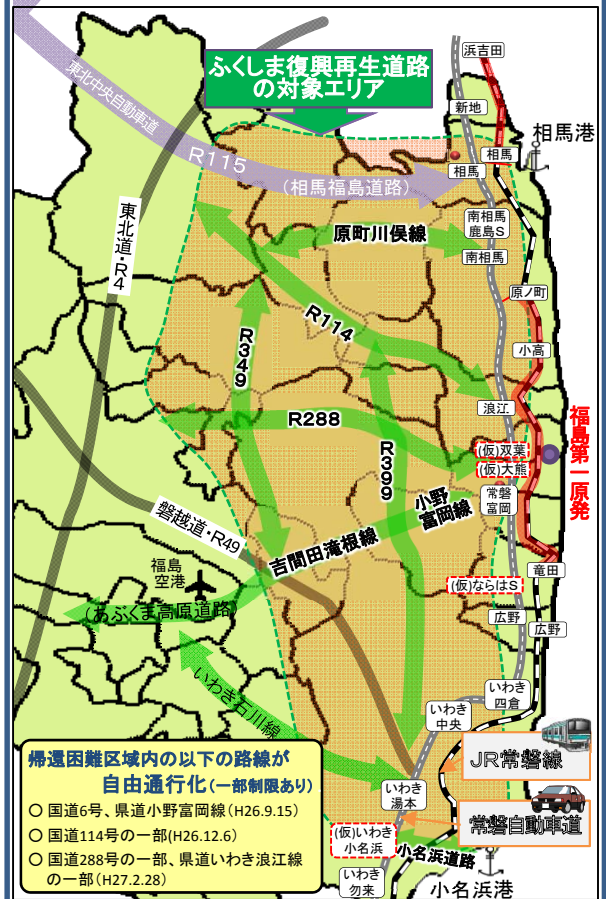 ふくしま復興再生道路
の対象エリア
東北中央自動車道
R115
(相馬福島道路)
浜吉田
新地
相馬港
相馬
相馬
南相馬
鹿島S
南相馬
原町川俣線
東北道・R4
原ノ町
R114
小高
R349
浪江
R288
R399
(仮)双葉
(仮)大熊
福島第一原発
常磐
富岡
小野
富岡線
磐越道・R49
吉間田滝根線
竜田
福島
空港
(仮)ならはS
(あぶくま高原道路)
広野
広野
いわき石川線
いわき
四倉
いわき
中央
JR常磐線
帰還困難区域内の以下の路線が
自由通行化(一部制限あり)
○ 国道6号、県道小野富岡線(H26.9.15)
○ 国道114号の一部(H26.12.6)
○ 国道288号の一部、県道いわき浪江線
の一部(H27.2.28)
いわき
湯本
常磐自動車道
(仮)いわき
小名浜
小名浜道路
いわき
勿来
小名浜港